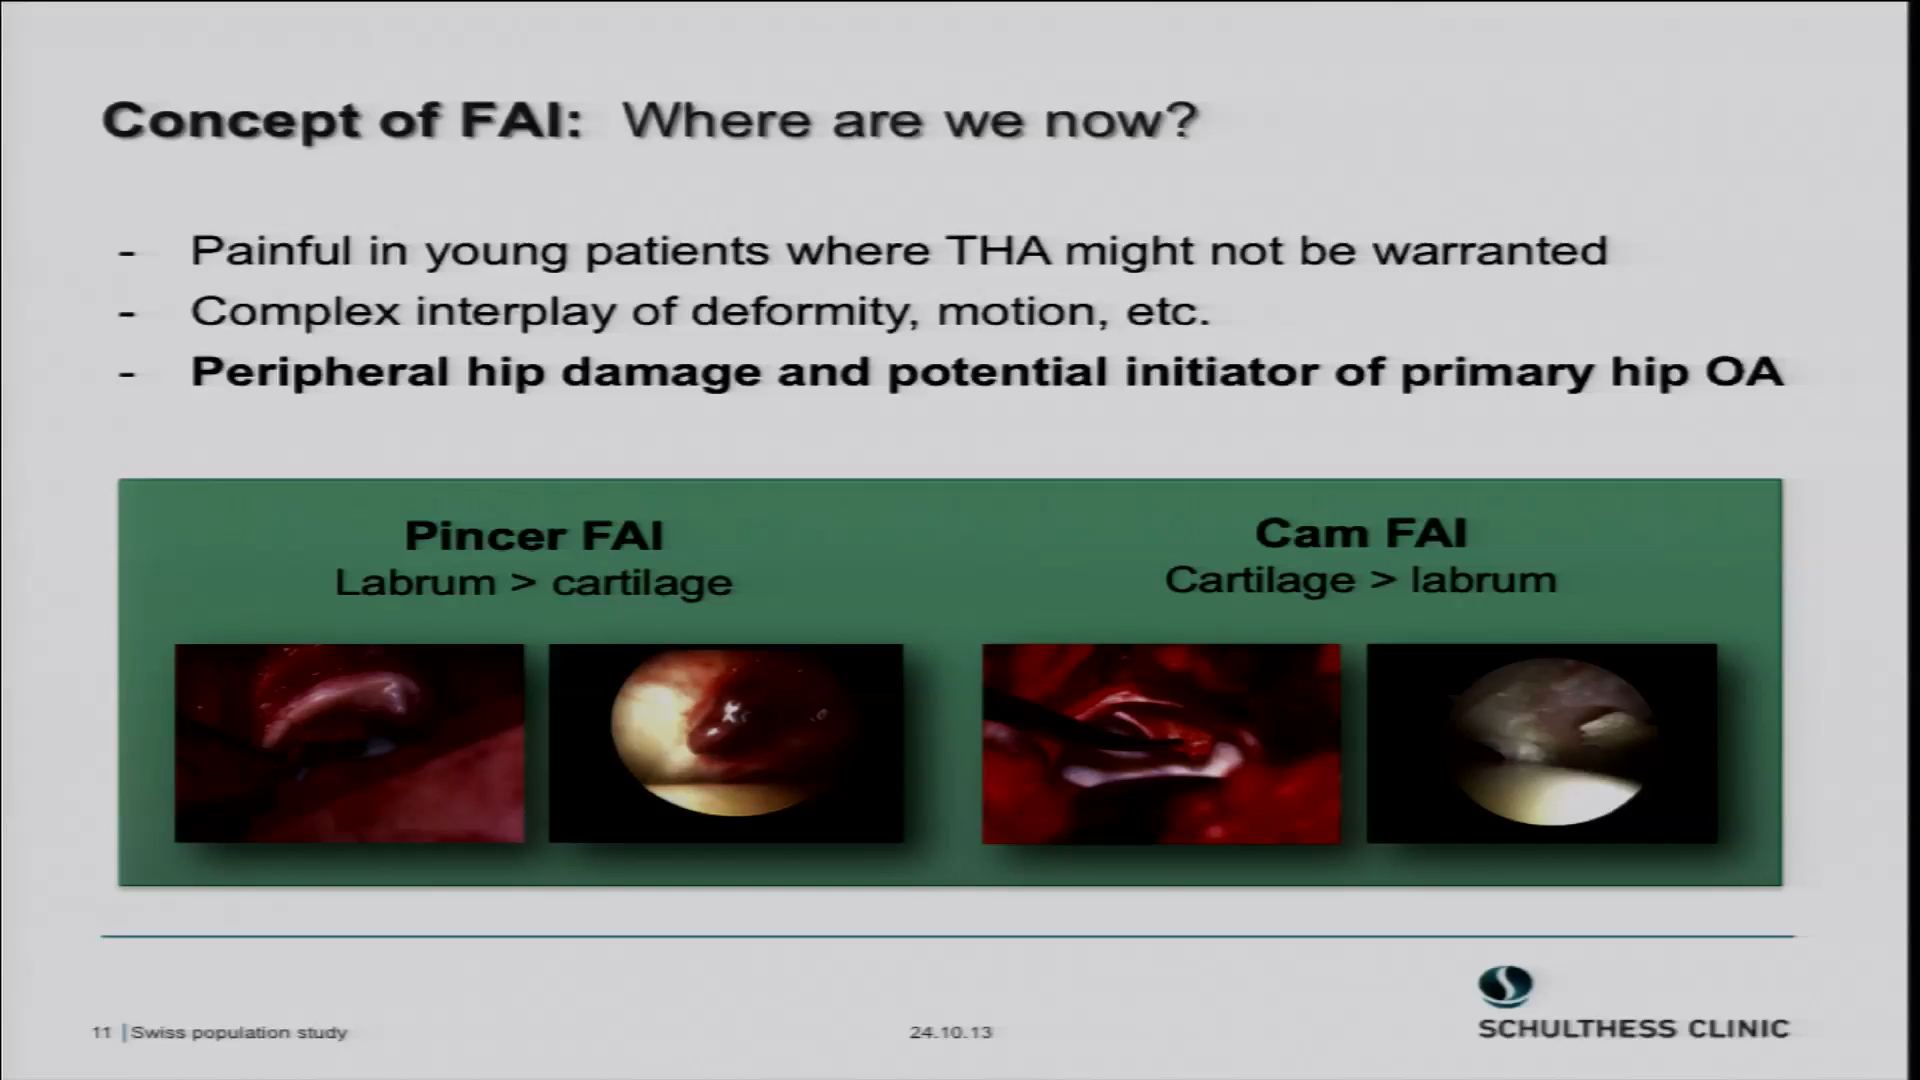 Concept of FAI: Where are we now?
- Painful in young patients where THA might not be warranted
- Complex interplay of deformity, motion, etc.
- Peripheral hip damage and potential initiator of primary hip OA
Pincer FAI
Labrum > cartilage
Cam FAI
Cartilage > labrum
11 | Swiss population study
24.10.13
SCHULTHESS CLINIC